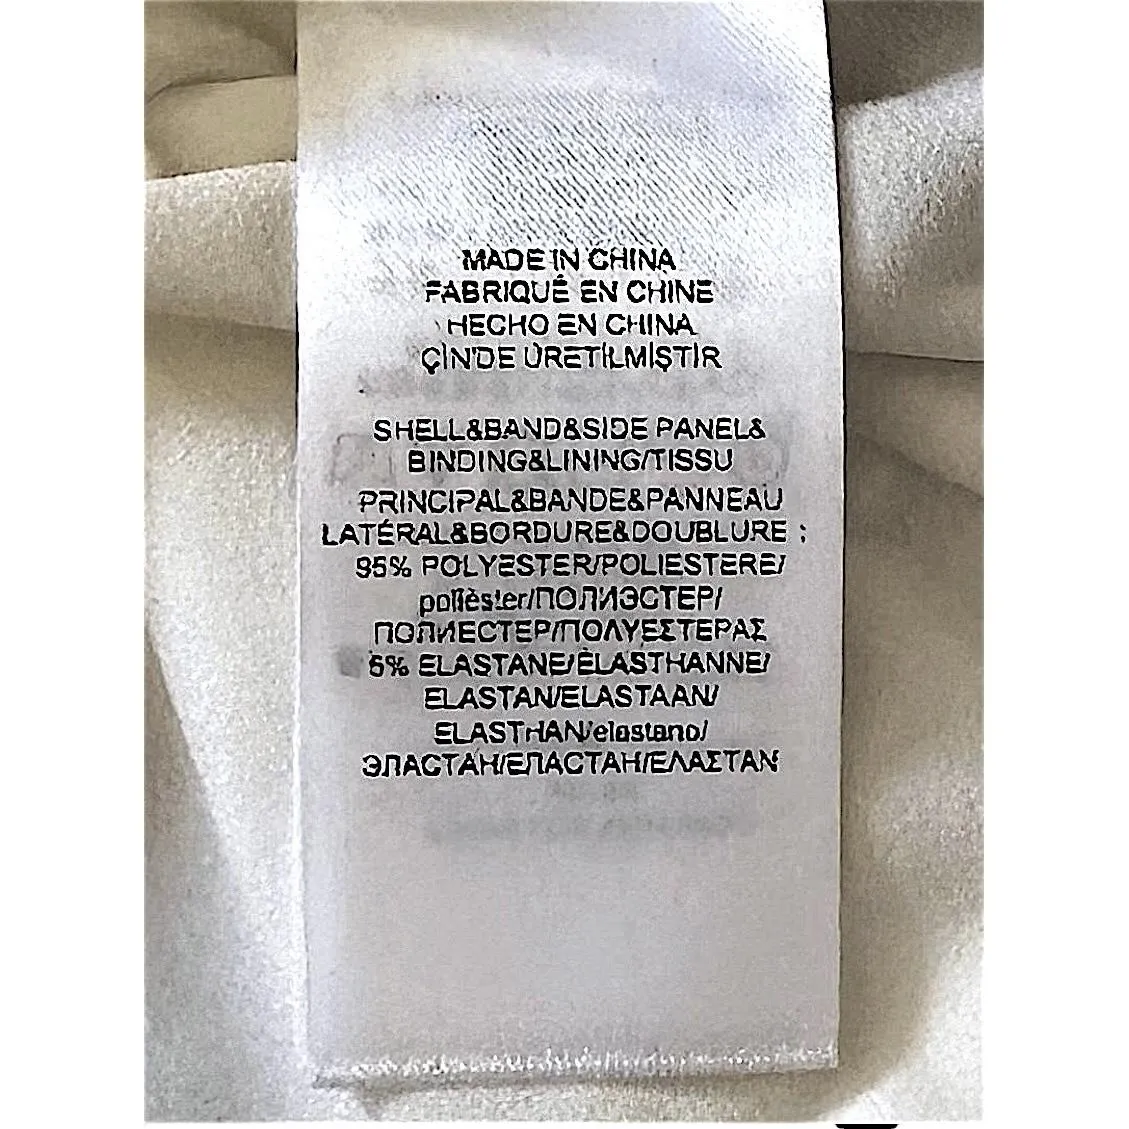 MADE IN CHINA
FABRIQUÉ EN CHINE
HECHO EN CHINA
ÇİN'DE ÜRETİLMİŞTİR
SHELL&BAND&SIDE PANEL&
BINDING&LINING/TISSU
PRINCIPAL&BANDE&PANNEAU
LATÉRAL&BORDURE&DOUBLURE :
95% POLYESTER/POLIESTERE/
polièster/ПОЛИЭСТЕР/
ПОЛИЕСТЕР/ΠΟΛΥΕΣΤΕΡΑΣ
5% ELASTANE/ÉLASTHANNE/
ELASTAN/ELASTAAN/
ELASTHAN/elastano/
ЭЛАСТАН/ЕЛАСТАН/ΕΛΑΣΤΑΝ